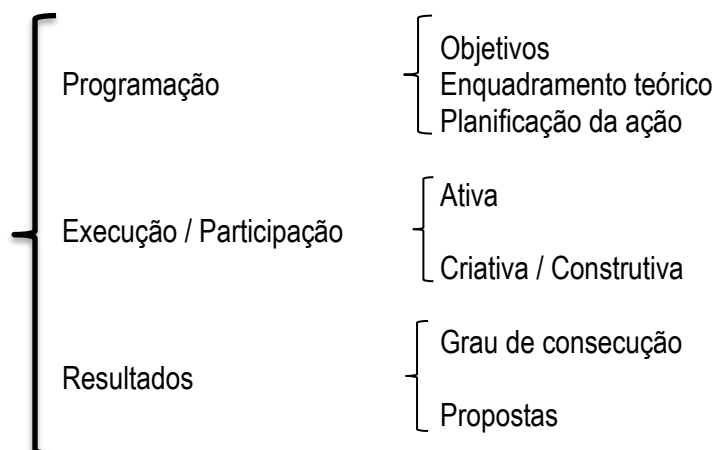 Programação
Objetivos
Enquadramento teórico
Planificação da ação
Execução / Participação
Ativa
Criativa / Construtiva
Resultados
Grau de consecução
Propostas